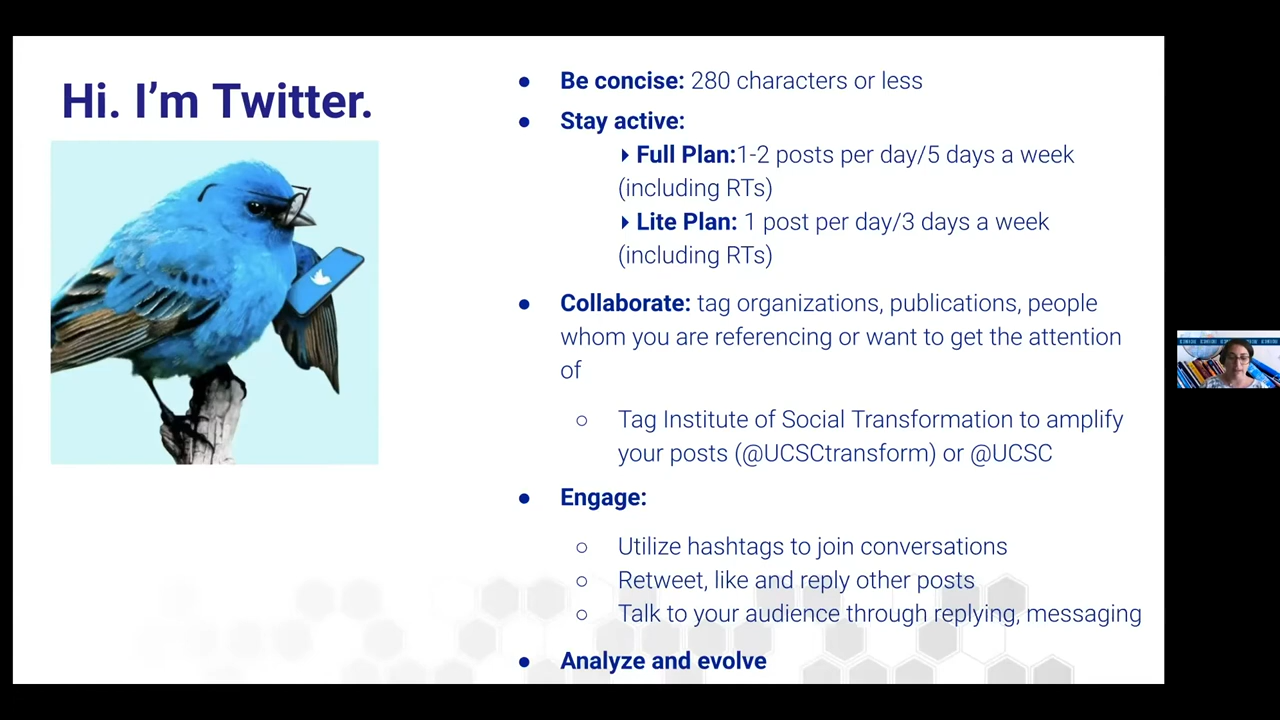 Hi. I'm Twitter.
● Be concise: 280 characters or less
● Stay active:
Full Plan:1-2 posts per day/5 days a week
(including RTs)
Lite Plan: 1 post per day/3 days a week
(including RTs)
● Collaborate: tag organizations, publications, people
whom you are referencing or want to get the attention
of
○ Tag Institute of Social Transformation to amplify
your posts (@UCSCtransform) or @UCSC
● Engage:
○ Utilize hashtags to join conversations
○ Retweet, like and reply other posts
○ Talk to your audience through replying, messaging
● Analyze and evolve